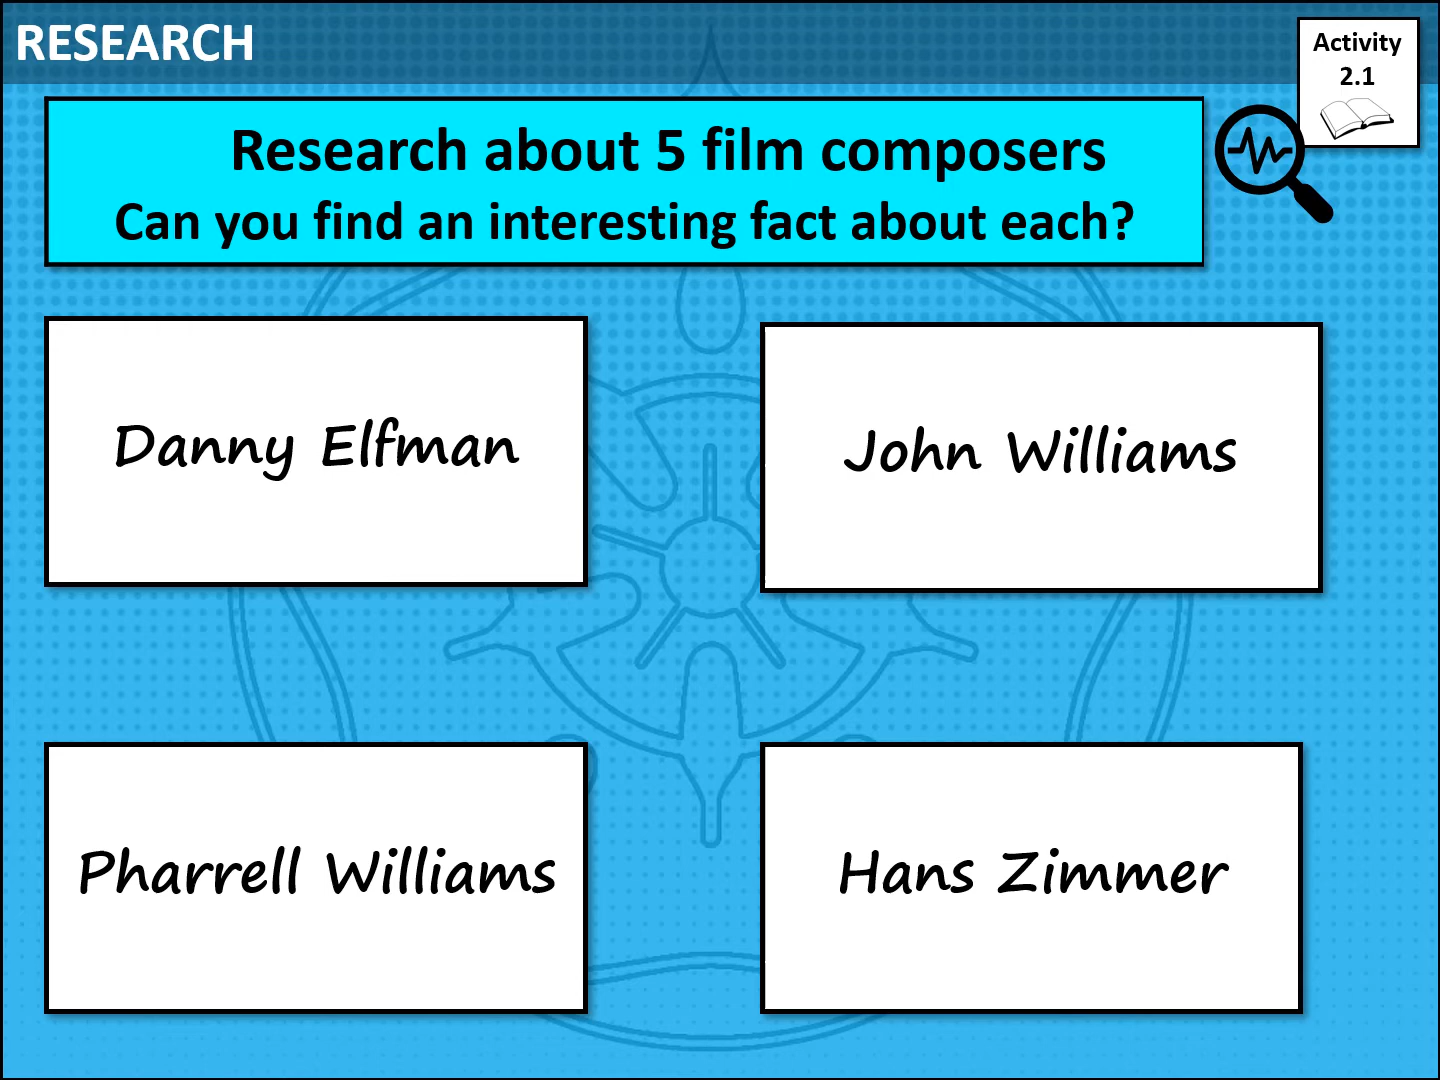 RESEARCH
Activity
2.1
Research about 5 film composers
Can you find an interesting fact about each?
Danny Elfman
John Williams
Pharrell Williams
Hans Zimmer